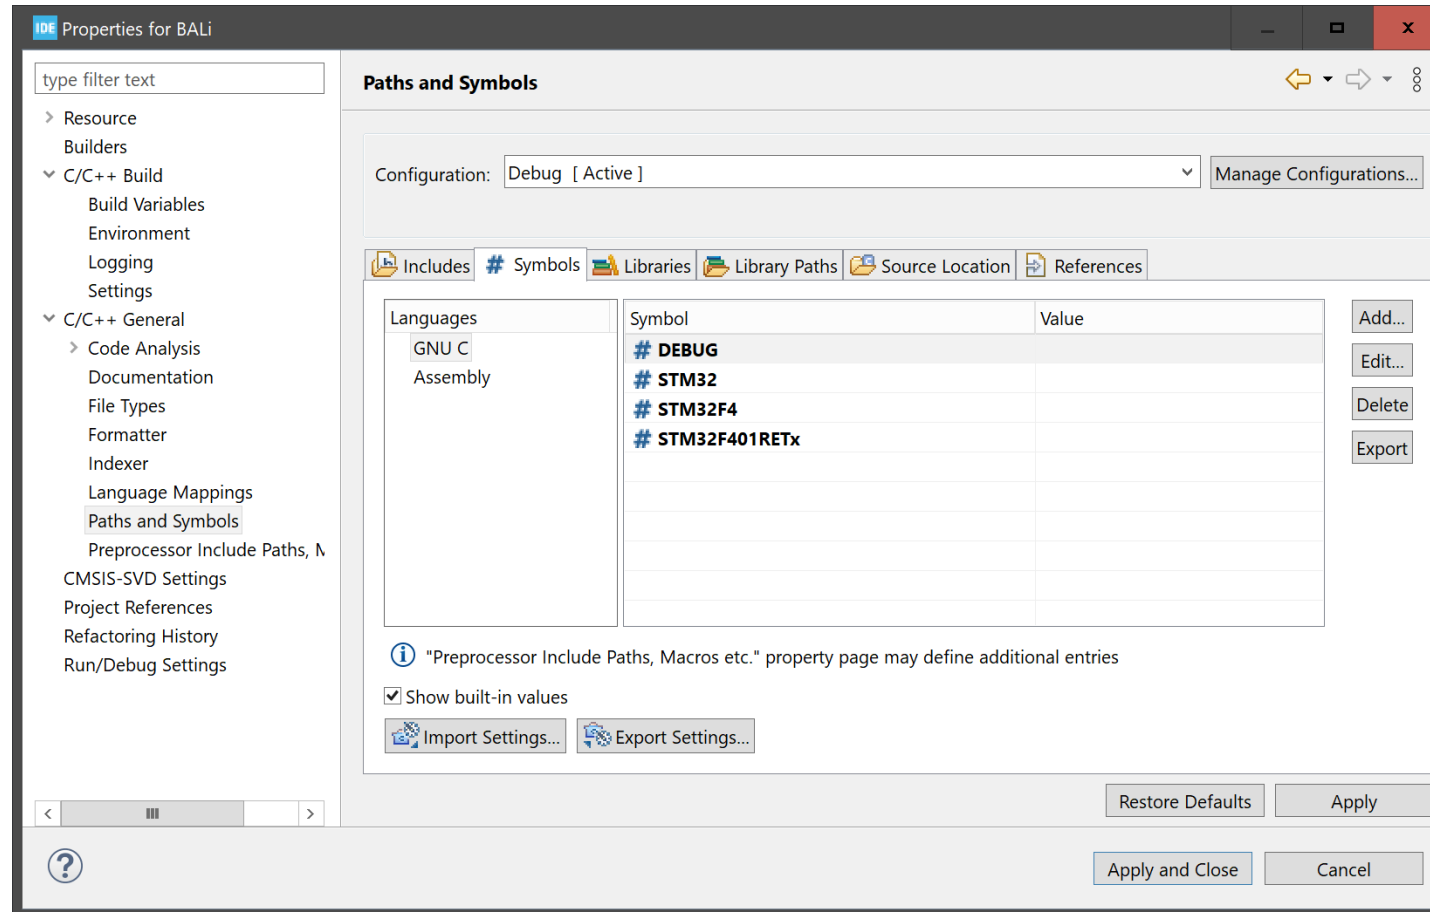 IDE Properties for BALi
type filter text
Resource
Builders
C/C++ Build
Build Variables
Environment
Logging
Settings
C/C++ General
Code Analysis
Documentation
File Types
Formatter
Indexer
Language Mappings
Paths and Symbols
Preprocessor Include Paths, M
CMSIS-SVD Settings
Project References
Refactoring History
Run/Debug Settings
Paths and Symbols
Configuration: Debug [ Active ] Manage Configurations...
Includes # Symbols Libraries Library Paths Source Location References
Languages
GNU C
Assembly
Symbol Value
# DEBUG
# STM32
# STM32F4
# STM32F401RETx
Add...
Edit...
Delete
Export
"Preprocessor Include Paths, Macros etc." property page may define additional entries
Show built-in values
Import Settings... Export Settings...
Restore Defaults Apply
Apply and Close Cancel